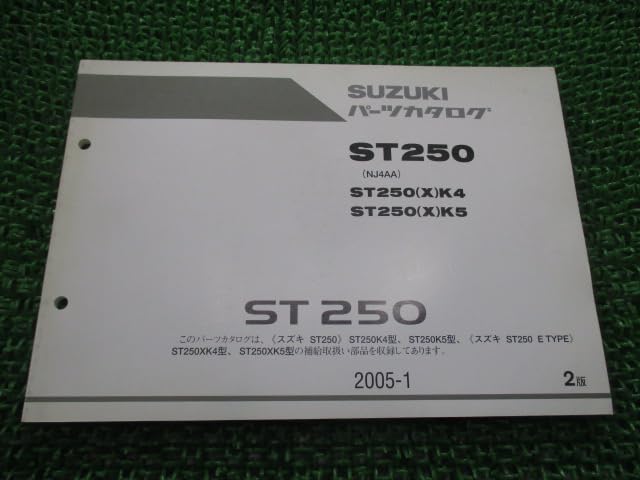 SUZUKI
パーツカタログ
ST250
(NJ4AA)
ST250(X)K4
ST250(X)K5
ST 250
このパーツカタログは、《スズキ ST250》 ST250K4型、 ST250K5型、《スズキ ST250 E TYPE》
ST250XK4型、 ST250XK5型の補給取扱い部品を収録してあります。
2005-1
2版